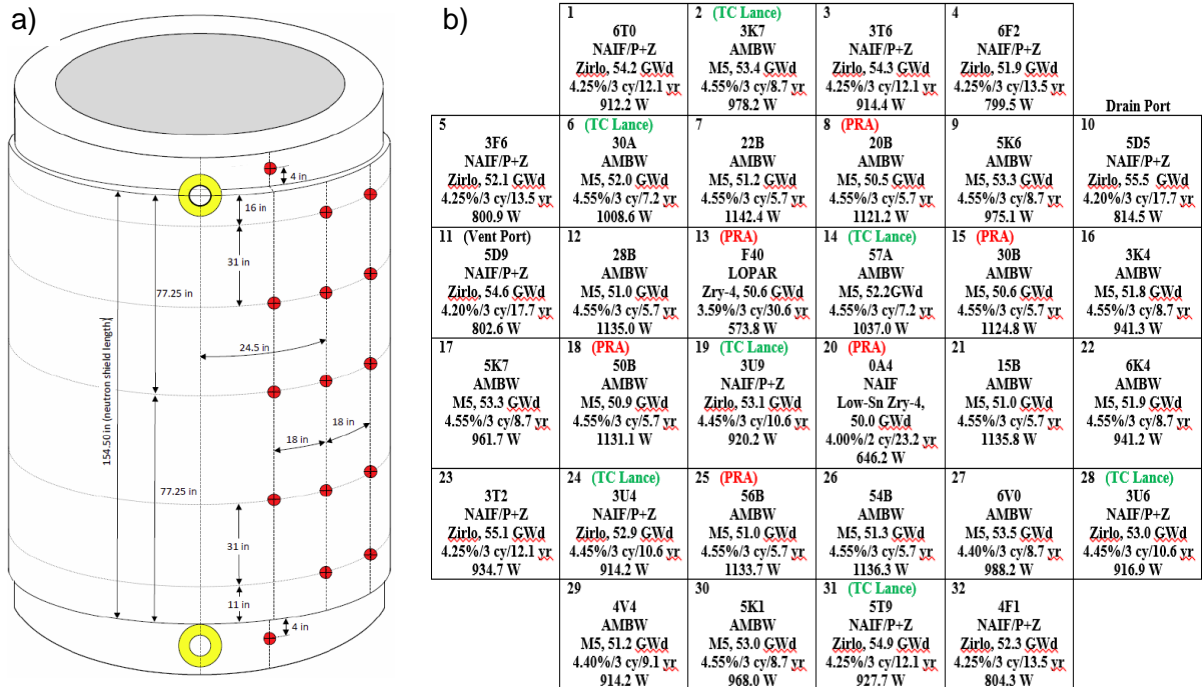 a)
4 in
16 in
31 in
77.25 in
24.5 in
154.50 in (neutron shield length)
18 in
18 in
77.25 in
31 in
11 in
4 in
b)
1
6T0
NAIF/P+Z
Zirlo, 54.2 GWd
4.25%/3 cy/12.1 yr
912.2 W
2 (TC Lance)
3K7
AMBW
M5, 53.4 GWd
4.55%/3 cy/8.7 yr
978.2 W
3
3T6
NAIF/P+Z
Zirlo, 54.3 GWd
4.25%/3 cy/12.1 yr
914.4 W
4
6F2
NAIF/P+Z
Zirlo, 51.9 GWd
4.25%/3 cy/13.5 yr
799.5 W
Drain Port
5
3F6
NAIF/P+Z
Zirlo, 52.1 GWd
4.25%/3 cy/13.5 yr
800.9 W
6 (TC Lance)
30A
AMBW
M5, 52.0 GWd
4.55%/3 cy/7.2 yr
1008.6 W
7
22B
AMBW
M5, 51.2 GWd
4.55%/3 cy/5.7 yr
1142.4 W
8 (PRA)
20B
AMBW
M5, 50.5 GWd
4.55%/3 cy/5.7 yr
1121.2 W
9
5K6
AMBW
M5, 53.3 GWd
4.55%/3 cy/8.7 yr
975.1 W
10
5D5
NAIF/P+Z
Zirlo, 55.5 GWd
4.20%/3 cy/17.7 yr
814.5 W
11 (Vent Port)
5D9
NAIF/P+Z
Zirlo, 54.6 GWd
4.20%/3 cy/17.7 yr
802.6 W
12
28B
AMBW
M5, 51.0 GWd
4.55%/3 cy/5.7 yr
1135.0 W
13 (PRA)
F40
LOPAR
Zry-4, 50.6 GWd
3.59%/3 cy/30.6 yr
573.8 W
14 (TC Lance)
57A
AMBW
M5, 52.2GWd
4.55%/3 cy/7.2 yr
1037.0 W
15 (PRA)
30B
AMBW
M5, 50.6 GWd
4.55%/3 cy/5.7 yr
1124.8 W
16
3K4
AMBW
M5, 51.8 GWd
4.55%/3 cy/8.7 yr
941.3 W
17
5K7
AMBW
M5, 53.3 GWd
4.55%/3 cy/8.7 yr
961.7 W
18 (PRA)
50B
AMBW
M5, 50.9 GWd
4.55%/3 cy/5.7 yr
1131.1 W
19 (TC Lance)
3U9
NAIF/P+Z
Zirlo, 53.1 GWd
4.45%/3 cy/10.6 yr
920.2 W
20 (PRA)
0A4
NAIF
Low-Sn Zry-4,
50.0 GWd
4.00%/2 cy/23.2 yr
646.2 W
21
15B
AMBW
M5, 51.0 GWd
4.55%/3 cy/5.7 yr
1135.8 W
22
6K4
AMBW
M5, 51.9 GWd
4.55%/3 cy/8.7 yr
941.2 W
23
3T2
NAIF/P+Z
Zirlo, 55.1 GWd
4.25%/3 cy/12.1 yr
934.7 W
24 (TC Lance)
3U4
NAIF/P+Z
Zirlo, 52.9 GWd
4.45%/3 cy/10.6 yr
914.2 W
25 (PRA)
56B
AMBW
M5, 51.0 GWd
4.55%/3 cy/5.7 yr
1133.7 W
26
54B
AMBW
M5, 51.3 GWd
4.55%/3 cy/5.7 yr
1136.3 W
27
6V0
AMBW
M5, 53.5 GWd
4.40%/3 cy/8.7 yr
988.2 W
28 (TC Lance)
3U6
NAIF/P+Z
Zirlo, 53.0 GWd
4.45%/3 cy/10.6 yr
916.9 W
29
4V4
AMBW
M5, 51.2 GWd
4.40%/3 cy/9.1 yr
914.2 W
30
5K1
AMBW
M5, 53.0 GWd
4.55%/3 cy/8.7 yr
968.0 W
31 (TC Lance)
5T9
NAIF/P+Z
Zirlo, 54.9 GWd
4.25%/3 cy/12.1 yr
927.7 W
32
4F1
NAIF/P+Z
Zirlo, 52.3 GWd
4.25%/3 cy/13.5 yr
804.3 W